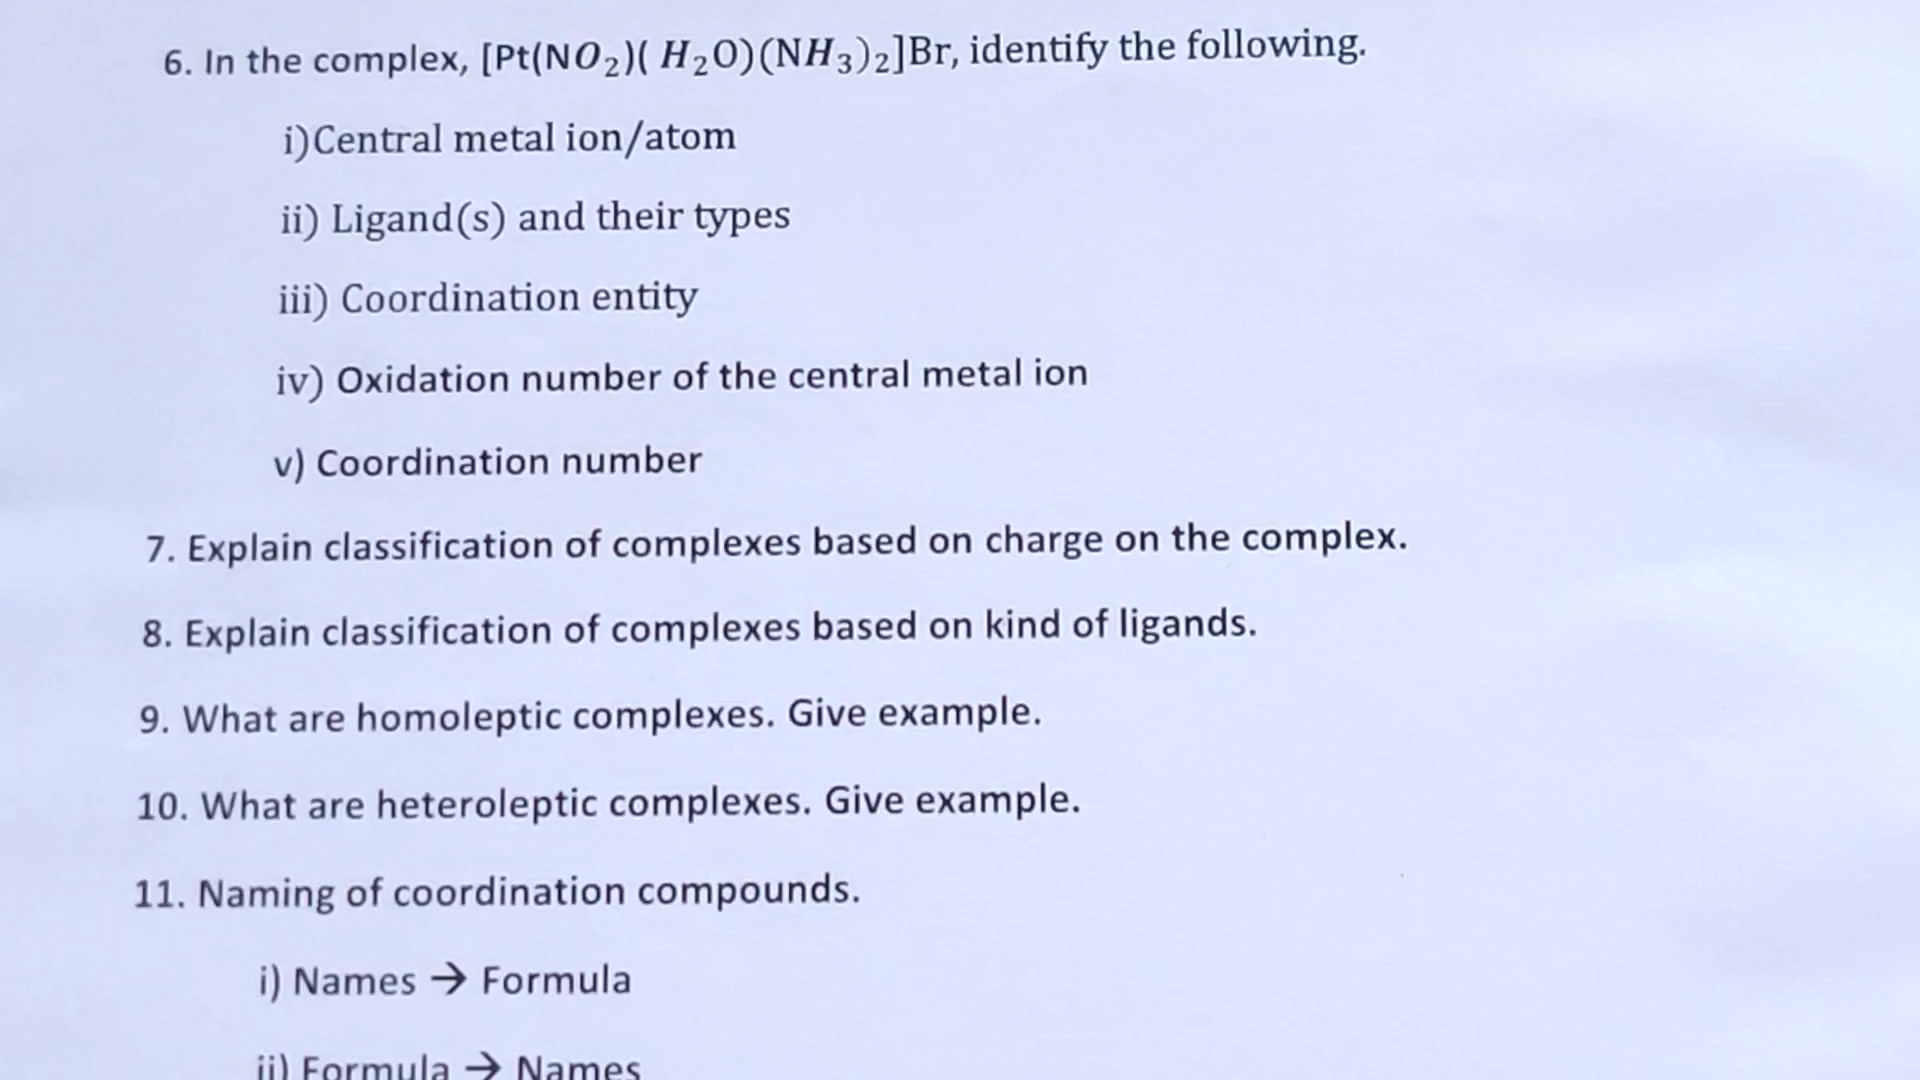 6. In the complex, [Pt(NO₂)( H₂O)(NH₃)₂]Br, identify the following.
i)Central metal ion/atom
ii) Ligand(s) and their types
iii) Coordination entity
iv) Oxidation number of the central metal ion
v) Coordination number
7. Explain classification of complexes based on charge on the complex.
8. Explain classification of complexes based on kind of ligands.
9. What are homoleptic complexes. Give example.
10. What are heteroleptic complexes. Give example.
11. Naming of coordination compounds.
i) Names → Formula
ii) Formula → Names